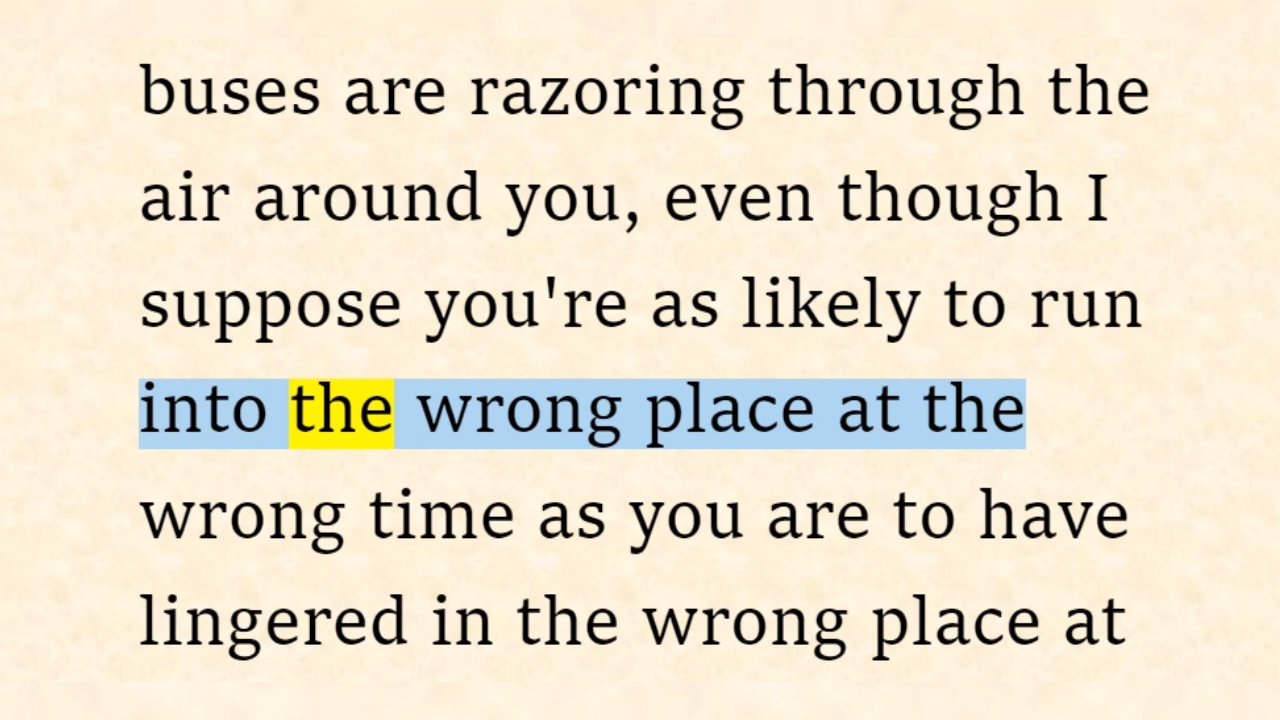 buses are razoring through the
air around you, even though I
suppose you're as likely to run
into the wrong place at the
wrong time as you are to have
lingered in the wrong place at